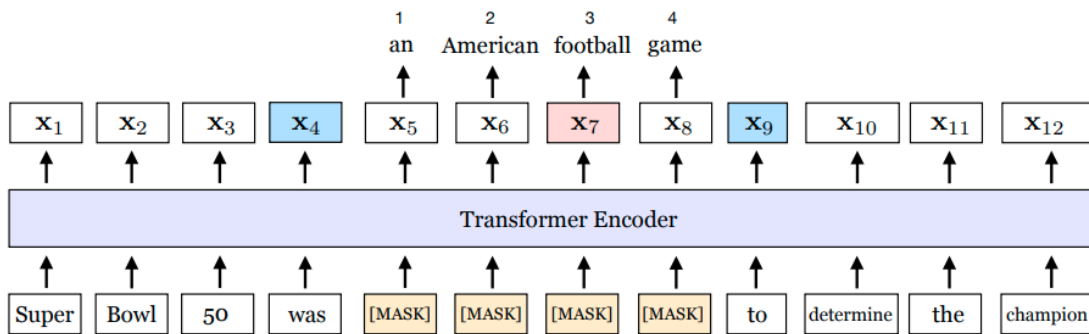 1 2 3 4
an American football game
x₁ x₂ x₃ x₄ x₅ x₆ x₇ x₈ x₉ x₁₀ x₁₁ x₁₂
Transformer Encoder
Super Bowl 50 was [MASK] [MASK] [MASK] [MASK] to determine the champion